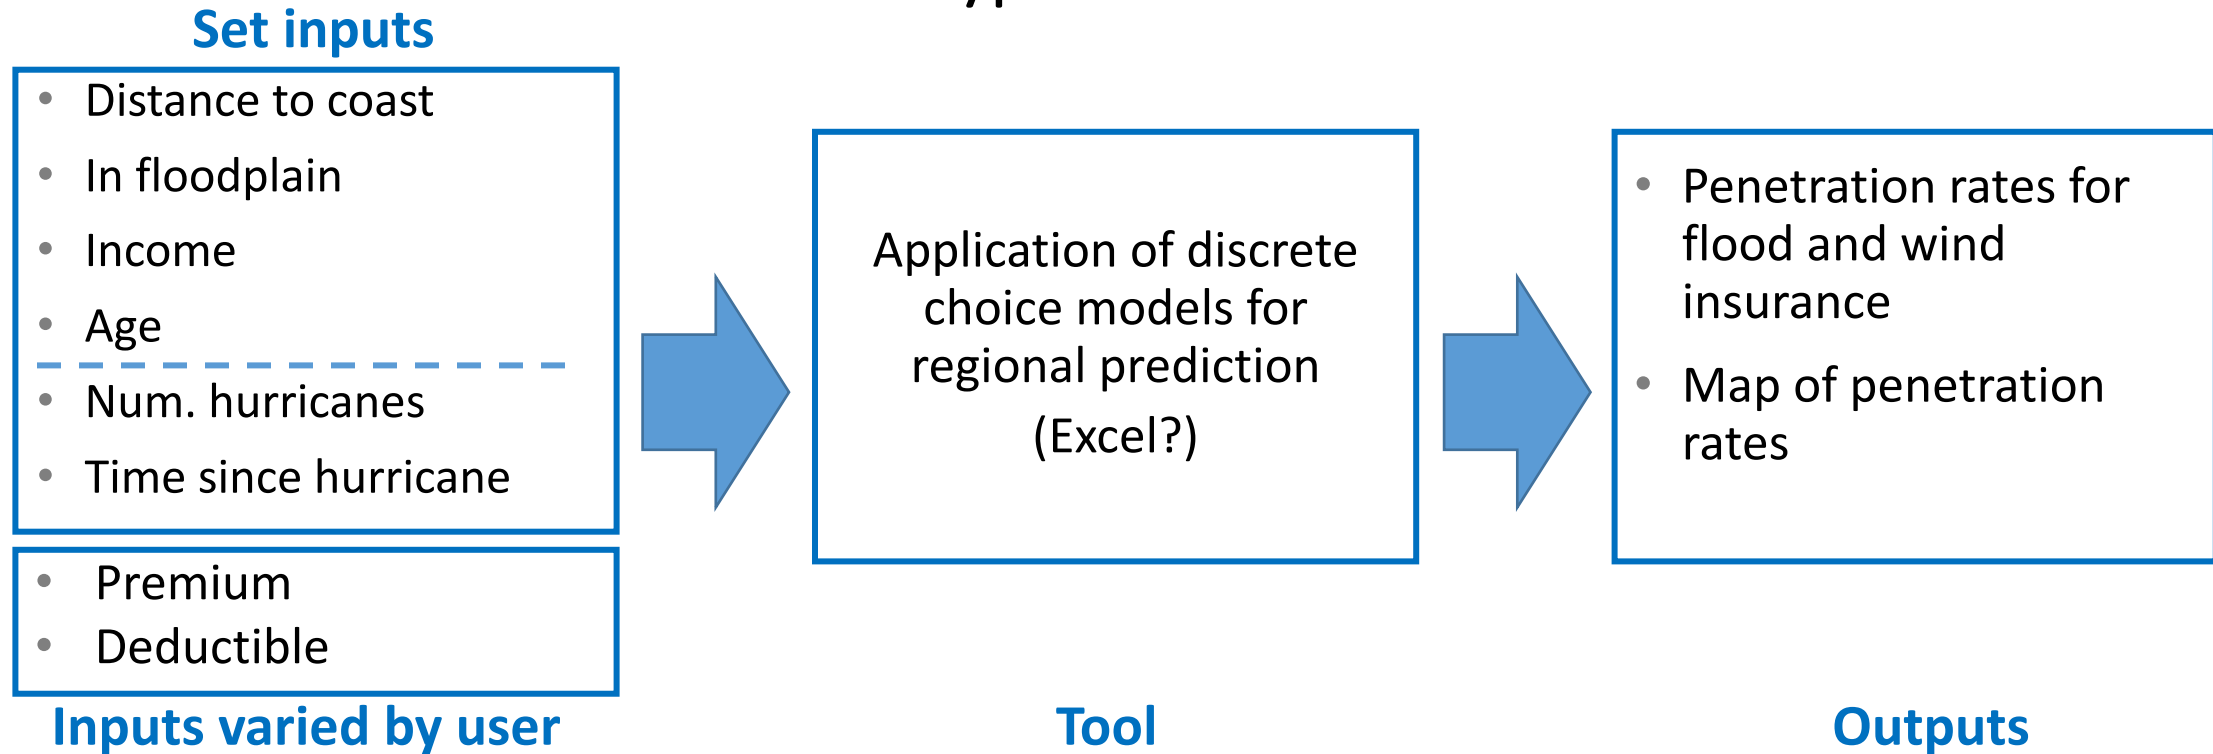 Set inputs
• Distance to coast
• In floodplain
• Income
• Age
• Num. hurricanes
• Time since hurricane
• Premium
• Deductible
Inputs varied by user
Application of discrete
choice models for
regional prediction
(Excel?)
Tool
• Penetration rates for
flood and wind
insurance
• Map of penetration
rates
Outputs